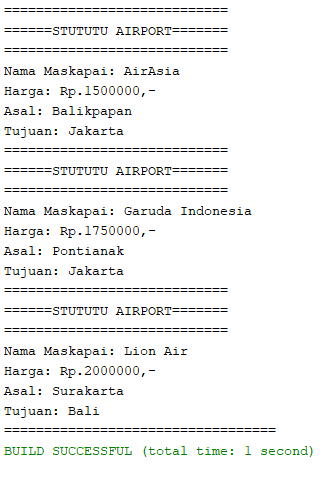 ============================
======STUTUTU AIRPORT=======
============================
Nama Maskapai: AirAsia
Harga: Rp.1500000,-
Asal: Balikpapan
Tujuan: Jakarta
============================
======STUTUTU AIRPORT=======
============================
Nama Maskapai: Garuda Indonesia
Harga: Rp.1750000,-
Asal: Pontianak
Tujuan: Jakarta
============================
======STUTUTU AIRPORT=======
============================
Nama Maskapai: Lion Air
Harga: Rp.2000000,-
Asal: Surakarta
Tujuan: Bali
==================================
BUILD SUCCESSFUL (total time: 1 second)